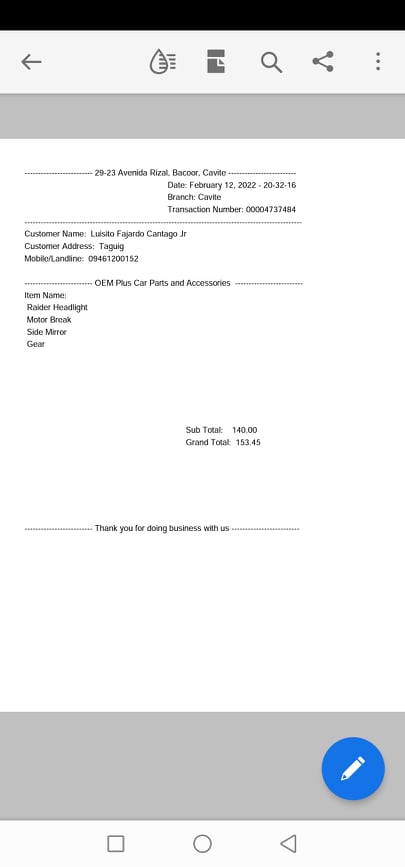 ------------------------- 29-23 Avenida Rizal, Bacoor, Cavite -------------------------
Date: February 12, 2022 - 20-32-16
Branch: Cavite
Transaction Number: 00004737484
----------------------------------------------------------------------------------------------------
Customer Name: Luisito Fajardo Cantago Jr
Customer Address: Taguig
Mobile/Landline: 09461200152
------------------------- OEM Plus Car Parts and Accessories -------------------------
Item Name:
Raider Headlight
Motor Break
Side Mirror
Gear
Sub Total: 140.00
Grand Total: 153.45
------------------------- Thank you for doing business with us -------------------------